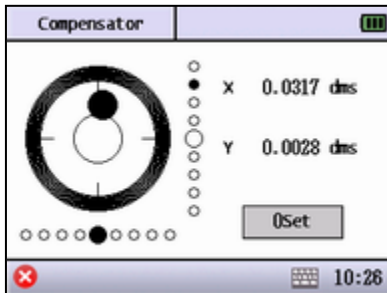 Compensator
X 0.0317 dms
Y 0.0028 dms
0Set
10:26